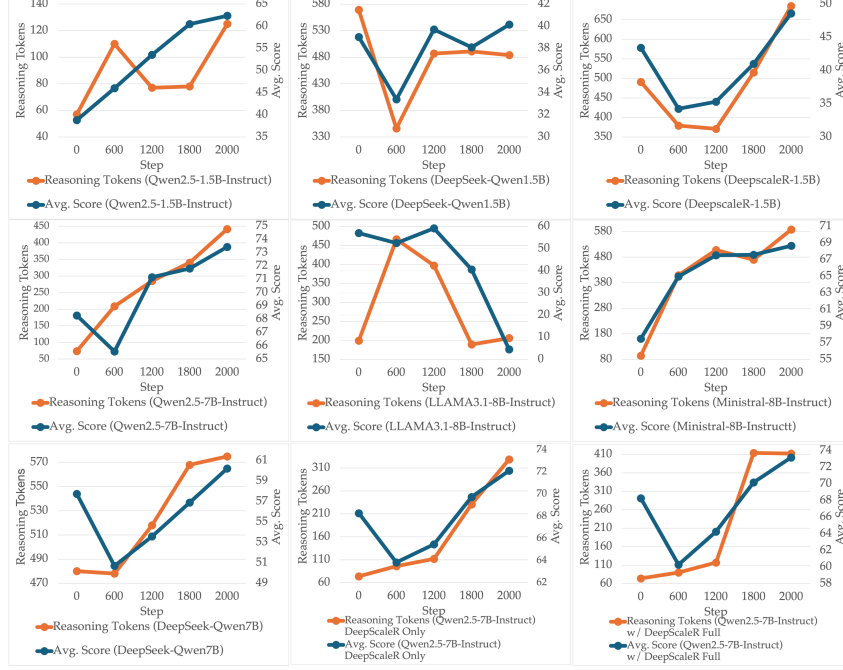 140
120
100
80
60
40
65
60
55
50
45
40
35
Reasoning Tokens
Avg. Score
0 600 1200 1800 2000
Step
Reasoning Tokens (Qwen2.5-1.5B-Instruct)
Avg. Score (Qwen2.5-1.5B-Instruct)
580
530
480
430
380
330
42
40
38
36
34
32
30
Reasoning Tokens
Avg. Score
0 600 1200 1800 2000
Step
Reasoning Tokens (DeepSeek-Qwen1.5B)
Avg. Score (DeepSeek-Qwen1.5B)
650
600
550
500
450
400
350
50
45
40
35
30
Reasoning Tokens
Avg. Score
0 600 1200 1800 2000
Step
Reasoning Tokens (DeepscaleR-1.5B)
Avg. Score (DeepscaleR-1.5B)
450
400
350
300
250
200
150
100
50
75
74
73
72
71
70
69
68
67
66
65
Reasoning Tokens
Avg. Score
0 600 1200 1800 2000
Step
Reasoning Tokens (Qwen2.5-7B-Instruct)
Avg. Score (Qwen2.5-7B-Instruct)
500
450
400
350
300
250
200
150
60
50
40
30
20
10
0
Reasoning Tokens
Avg. Score
0 600 1200 1800 2000
Step
Reasoning Tokens (LLAMA3.1-8B-Instruct)
Avg. Score (LLAMA3.1-8B-Instruct)
580
480
380
280
180
80
71
69
67
65
63
61
59
57
55
Reasoning Tokens
Avg. Score
0 600 1200 1800 2000
Step
Reasoning Tokens (Ministral-8B-Instruct)
Avg. Score (Ministral-8B-Instructt)
570
550
530
510
490
470
61
59
57
55
53
51
49
Reasoning Tokens
Avg. Score
0 600 1200 1800 2000
Step
Reasoning Tokens (DeepSeek-Qwen7B)
Avg. Score (DeepSeek-Qwen7B)
310
260
210
160
110
60
74
72
70
68
66
64
62
Reasoning Tokens
Avg. Score
0 600 1200 1800 2000
Step
Reasoning Tokens (Qwen2.5-7B-Instruct)
DeepScaleR Only
Avg. Score (Qwen2.5-7B-Instruct)
DeepScaleR Only
410
360
310
260
210
160
110
60
74
72
70
68
66
64
62
60
58
Reasoning Tokens
Avg. Score
0 600 1200 1800 2000
Step
Reasoning Tokens (Qwen2.5-7B-Instruct)
w/ DeepScaleR Full
Avg. Score (Qwen2.5-7B-Instruct)
w/ DeepScaleR Full